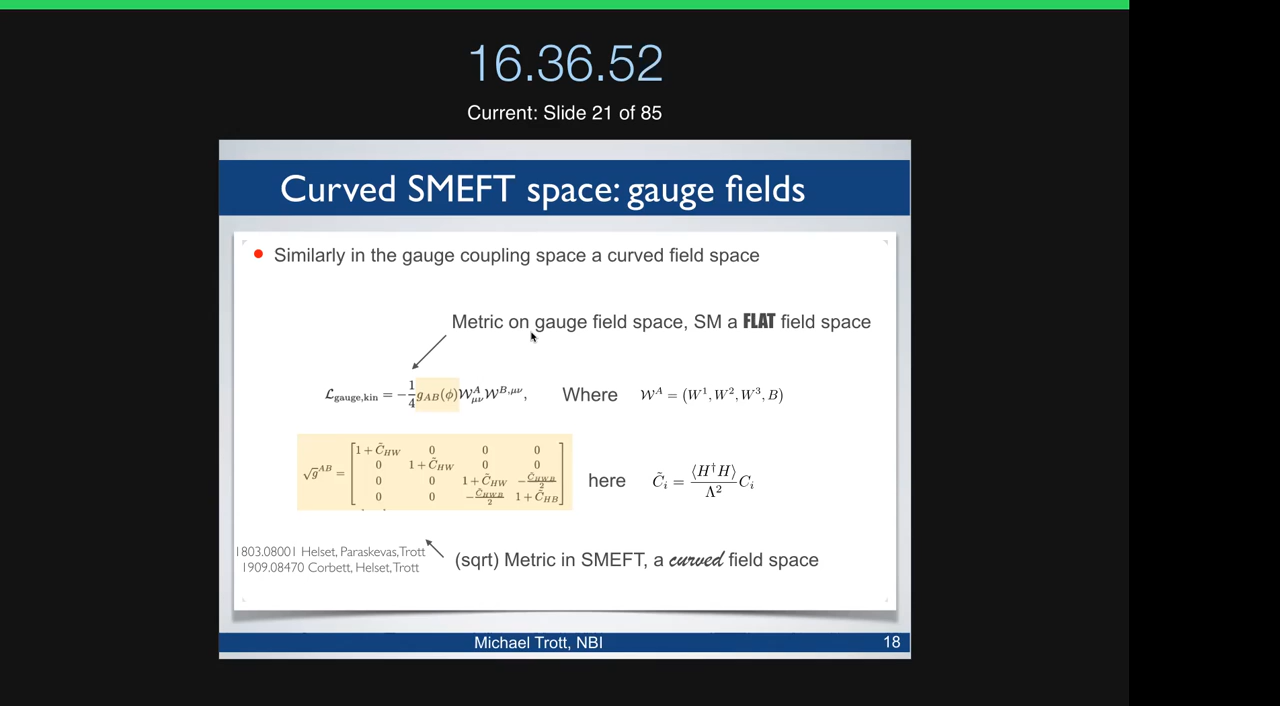 16.36.52
Current: Slide 21 of 85
Curved SMEFT space: gauge fields
• Similarly in the gauge coupling space a curved field space
Metric on gauge field space, SM a FLAT field space
ℒ_gauge,kin = −1/4 g_AB(ϕ)𝒲^A_μν 𝒲^B,μν, Where 𝒲^A = (W^1, W^2, W^3, B)
√g^AB = [1 + C̃_HW 0 0 0
0 1 + C̃_HW 0 0
0 0 1 + C̃_HW −C̃_HWB/2
0 0 −C̃_HWB/2 1 + C̃_HB]
here C̃_i = ⟨H^†H⟩/Λ^2 C_i
1803.08001 Helset, Paraskevas,Trott
1909.08470 Corbett, Helset,Trott
(sqrt) Metric in SMEFT, a curved field space
Michael Trott, NBI 18